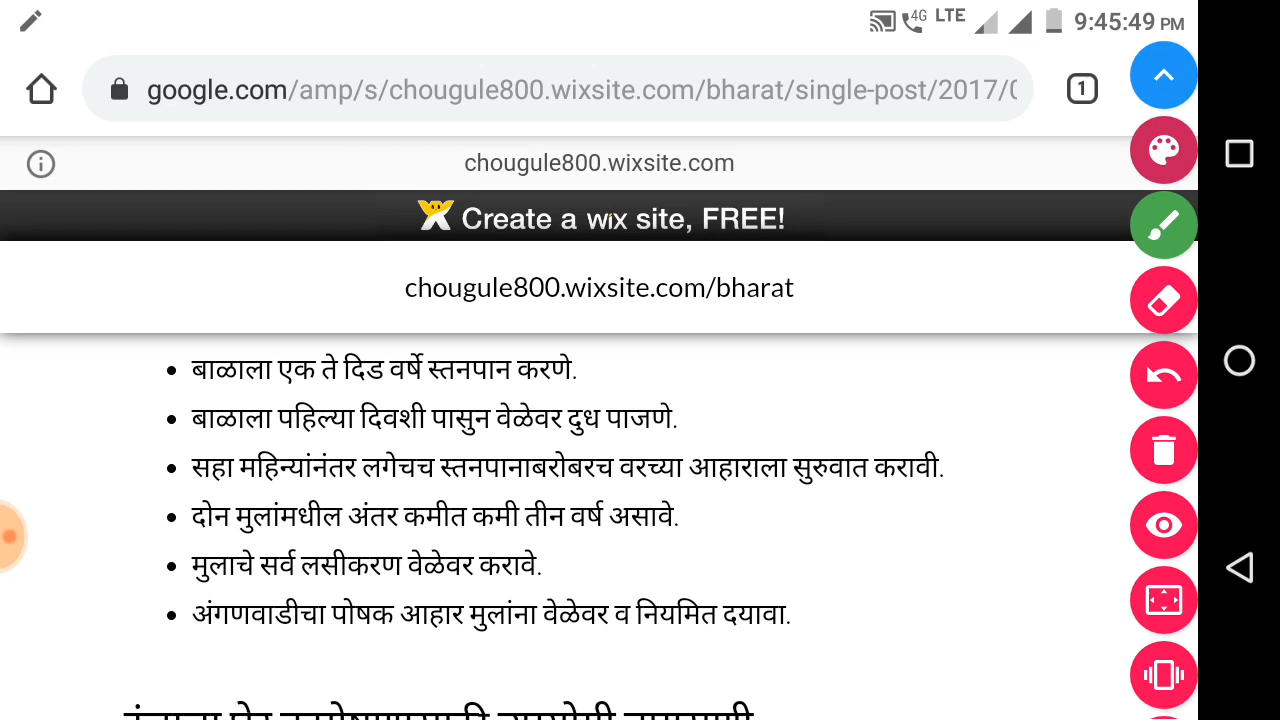 4G LTE 9:45:49 PM
google.com/amp/s/chougule800.wixsite.com/bharat/single-post/2017/0
1
chougule800.wixsite.com
Create a wix site, FREE!
chougule800.wixsite.com/bharat
• बाळाला एक ते दिड वर्षे स्तनपान करणे.
• बाळाला पहिल्या दिवशी पासुन वेळेवर दुध पाजणे.
• सहा महिन्यांनंतर लगेचच स्तनपानाबरोबरच वरच्या आहाराला सुरुवात करावी.
• दोन मुलांमधील अंतर कमीत कमी तीन वर्ष असावे.
• मुलाचे सर्व लसीकरण वेळेवर करावे.
• अंगणवाडीचा पोषक आहार मुलांना वेळेवर व नियमित दयावा.